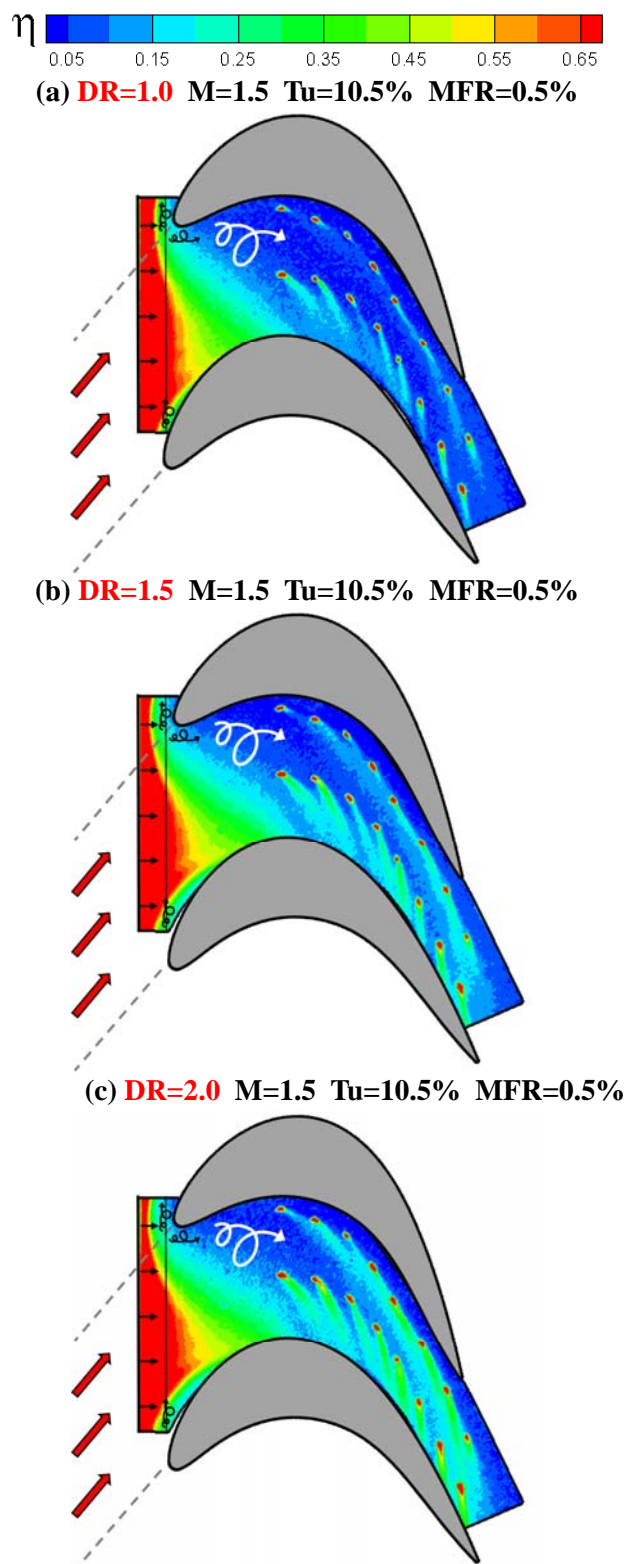 η
0.05 0.15 0.25 0.35 0.45 0.55 0.65
(a) DR=1.0 M=1.5 Tu=10.5% MFR=0.5%
(b) DR=1.5 M=1.5 Tu=10.5% MFR=0.5%
(c) DR=2.0 M=1.5 Tu=10.5% MFR=0.5%